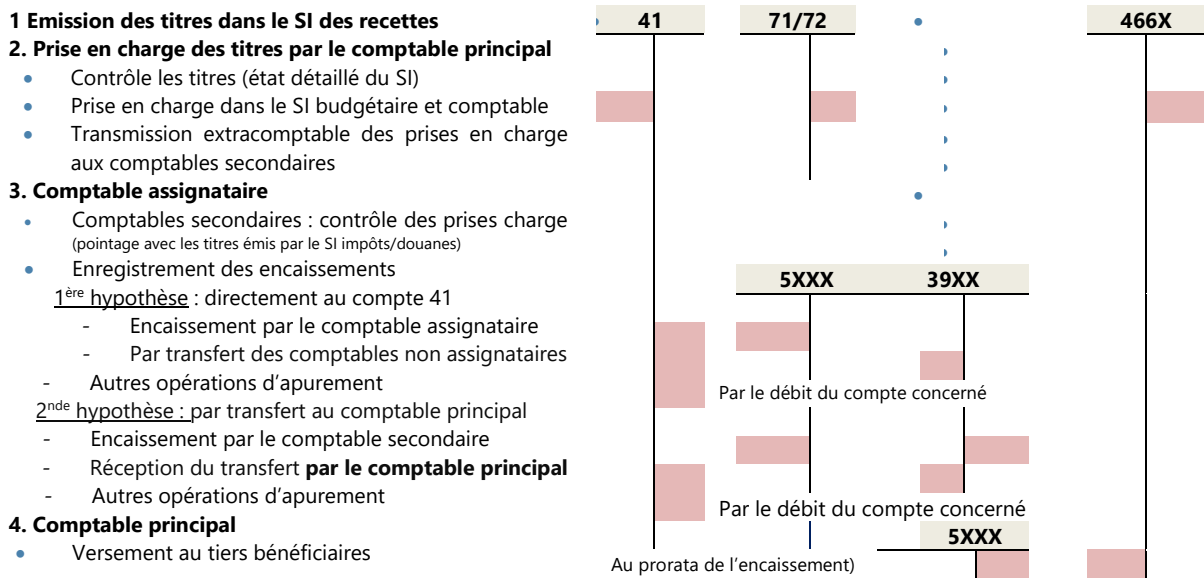 1 Emission des titres dans le SI des recettes
2. Prise en charge des titres par le comptable principal
• Contrôle les titres (état détaillé du SI)
• Prise en charge dans le SI budgétaire et comptable
• Transmission extracomptable des prises en charge
aux comptables secondaires
3. Comptable assignataire
• Comptables secondaires : contrôle des prises charge
(pointage avec les titres émis par le SI impôts/douanes)
• Enregistrement des encaissements
1ère hypothèse : directement au compte 41
- Encaissement par le comptable assignataire
- Par transfert des comptables non assignataires
- Autres opérations d’apurement
2nde hypothèse : par transfert au comptable principal
- Encaissement par le comptable secondaire
- Réception du transfert par le comptable principal
- Autres opérations d’apurement
4. Comptable principal
• Versement au tiers bénéficiaires
41 71/72 466X
5XXX 39XX
Par le débit du compte concerné
Par le débit du compte concerné
5XXX
Au prorata de l’encaissement)